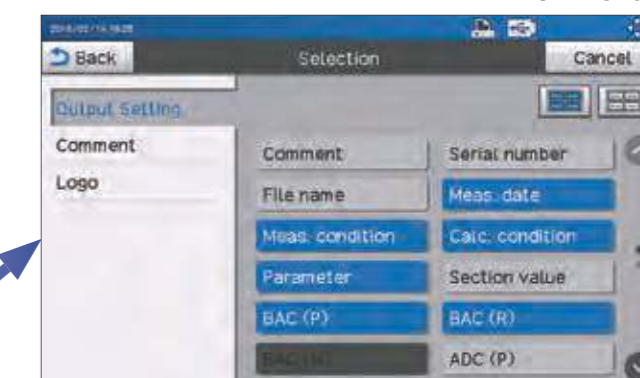 Back Selection Cancel
Output Setting
Comment
Logo
Comment Serial number
File name Meas. date
Meas. condition Calc. condition
Parameter Section value
BAC (P) BAC (R)
ADC (P)